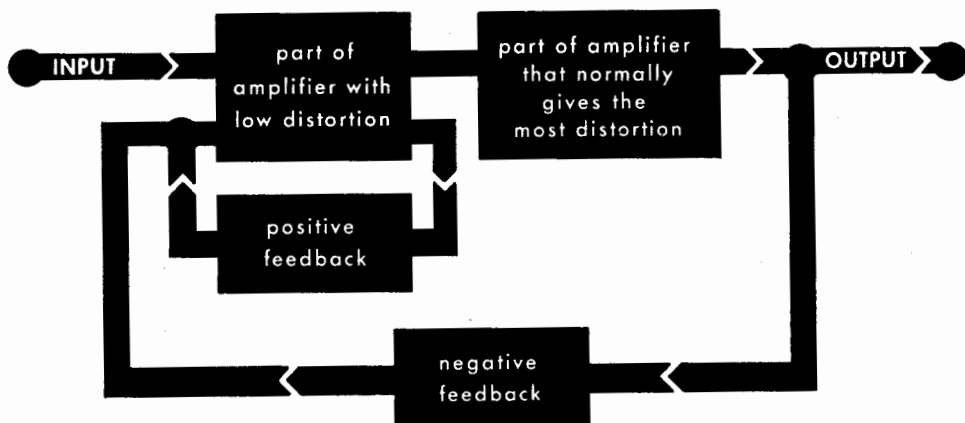 INPUT
part of
amplifier with
low distortion
part of amplifier
that normally
gives the
most distortion
OUTPUT
positive
feedback
negative
feedback